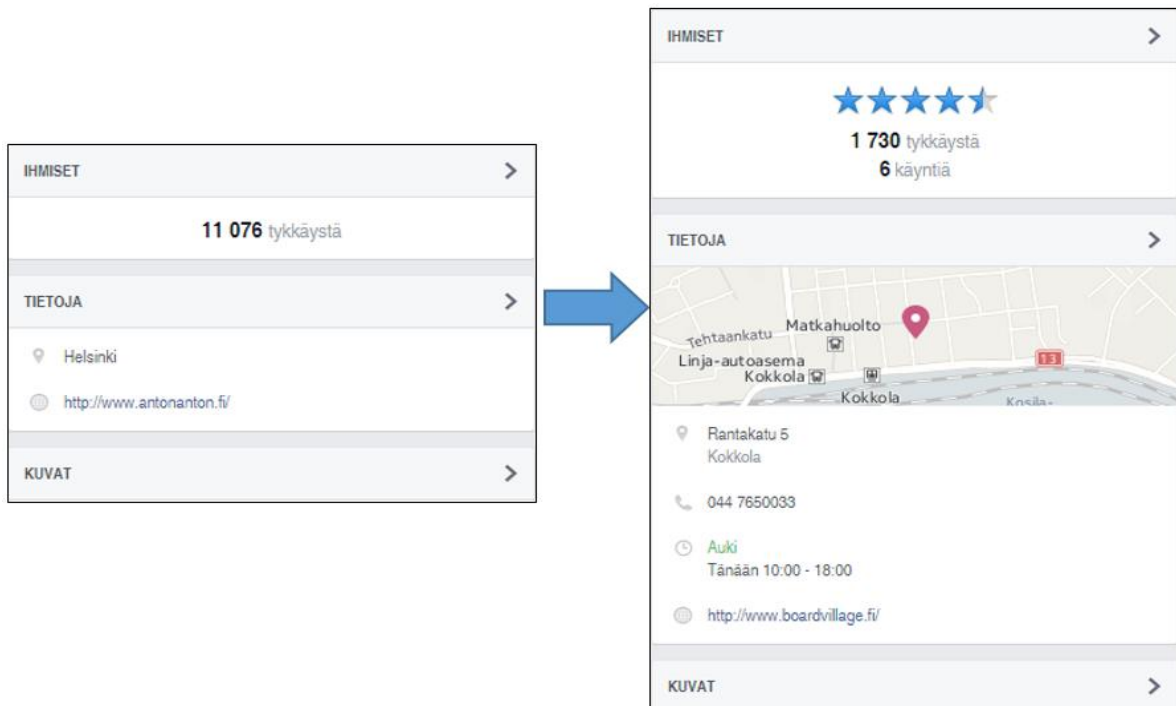 IHMISET
11 076 tykkäystä
TIETOJA
Helsinki
http://www.antonanton.fi/
KUVAT
IHMISET
1 730 tykkäystä
6 käyntiä
TIETOJA
Matkahuolto
Tehtaankatu
Linja-autoasema
Kokkola
13
Kokkola
Kosila-
Rantakatu 5
Kokkola
044 7650033
Auki
Tänään 10:00 - 18:00
http://www.boardvillage.fi/
KUVAT